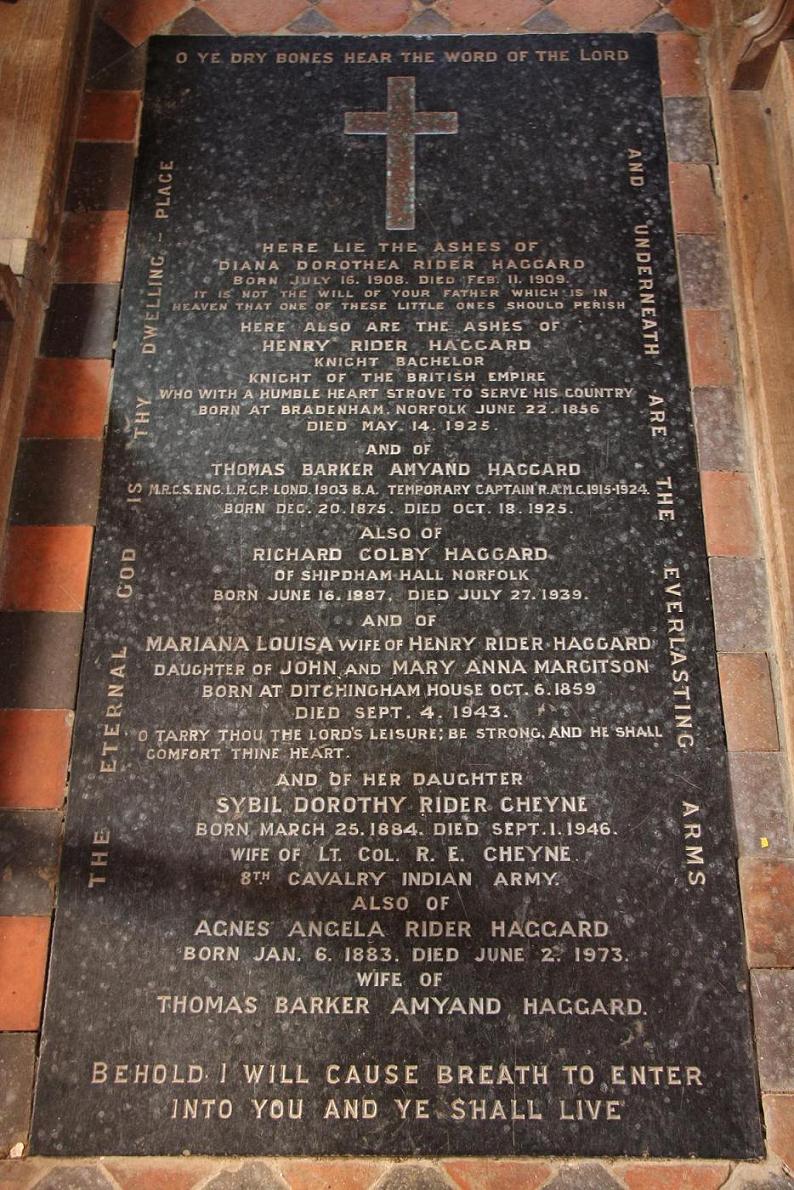 O YE DRY BONES HEAR THE WORD OF THE LORD
HERE LIE THE ASHES OF
DIANA DOROTHEA RIDER HAGGARD
BORN JULY 16. 1908. DIED FEB. 11. 1909.
IT IS NOT THE WILL OF YOUR FATHER WHICH IS IN
HEAVEN THAT ONE OF THESE LITTLE ONES SHOULD PERISH
HERE ALSO ARE THE ASHES OF
HENRY RIDER HAGGARD
KNIGHT BACHELOR
KNIGHT OF THE BRITISH EMPIRE
WHO WITH A HUMBLE HEART STROVE TO SERVE HIS COUNTRY
BORN AT BRADENHAM, NORFOLK JUNE 22. 1856
DIED MAY. 14. 1925.
AND OF
THOMAS BARKER AMYAND HAGGARD
M.R.C.S. ENG. L.R.C.P. LOND. 1903 B.A. TEMPORARY CAPTAIN R.A.M.C. 1915-1924.
BORN DEC. 20. 1875. DIED OCT. 18. 1925.
ALSO OF
RICHARD COLBY HAGGARD
OF SHIPDHAM HALL NORFOLK
BORN JUNE 16. 1887, DIED JULY 27. 1939.
AND OF
MARIANA LOUISA WIFE OF HENRY RIDER HAGGARD
DAUGHTER OF JOHN AND MARY ANNA MARGITSON
BORN AT DITCHINGHAM HOUSE OCT. 6. 1859
DIED SEPT. 4. 1943.
O TARRY THOU THE LORD'S LEISURE; BE STRONG, AND HE SHALL
COMFORT THINE HEART.
AND OF HER DAUGHTER
SYBIL DOROTHY RIDER CHEYNE
BORN MARCH 25. 1884. DIED SEPT. 1. 1946.
WIFE OF LT. COL. R. E. CHEYNE.
8TH CAVALRY INDIAN ARMY.
ALSO OF
AGNES ANGELA RIDER HAGGARD
BORN JAN. 6. 1883. DIED JUNE 2. 1973.
WIFE OF
THOMAS BARKER AMYAND HAGGARD.
BEHOLD I WILL CAUSE BREATH TO ENTER
INTO YOU AND YE SHALL LIVE
THE ETERNAL GOD IS THY DWELLING-PLACE
AND UNDERNEATH ARE THE EVERLASTING ARMS